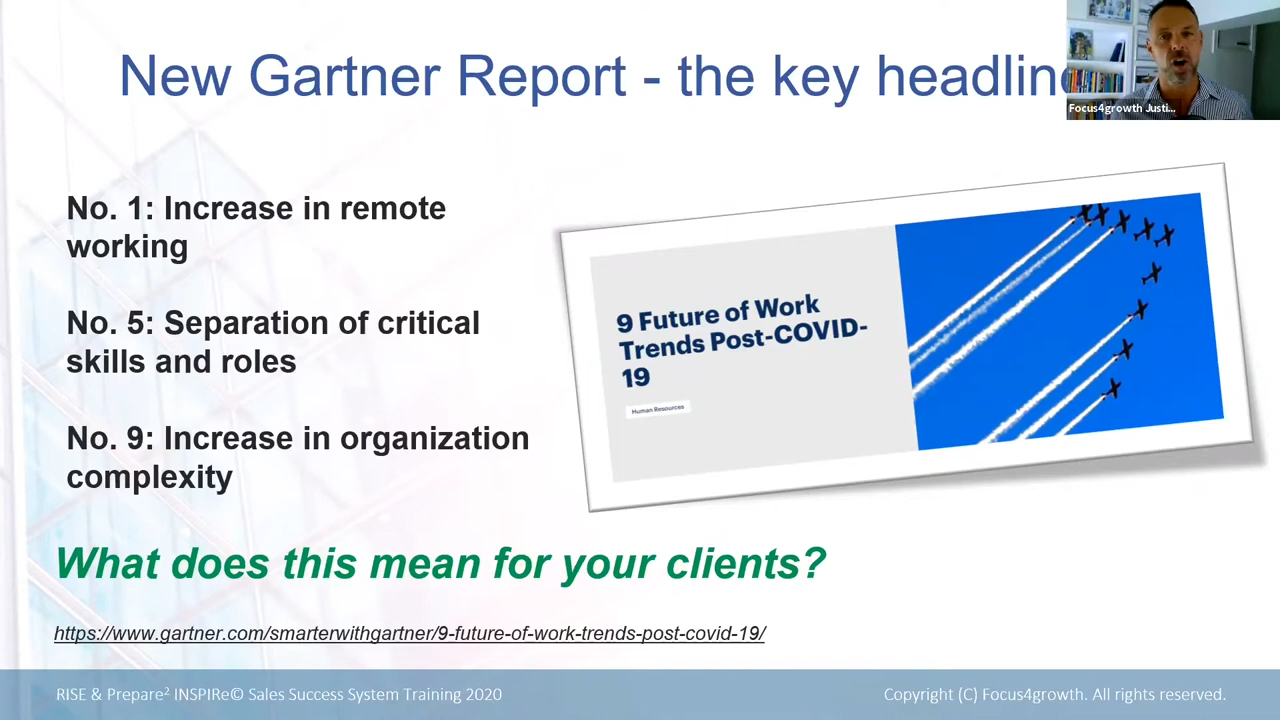 New Gartner Report - the key headlin
Focus4growth Justi...
No. 1: Increase in remote
working
No. 5: Separation of critical
skills and roles
No. 9: Increase in organization
complexity
9 Future of Work
Trends Post-COVID-
19
Human Resources
What does this mean for your clients?
https://www.gartner.com/smarterwithgartner/9-future-of-work-trends-post-covid-19/
RISE & Prepare² INSPIRe© Sales Success System Training 2020
Copyright (C) Focus4growth. All rights reserved.